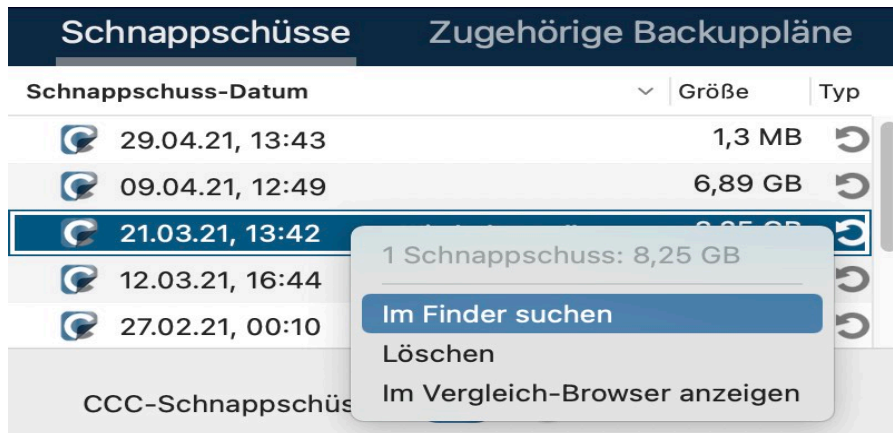 Schnappschüsse Zugehörige Backuppläne
Schnappschuss-Datum Größe Typ
29.04.21, 13:43 1,3 MB
09.04.21, 12:49 6,89 GB
21.03.21, 13:42
1 Schnappschuss: 8,25 GB
12.03.21, 16:44
Im Finder suchen
27.02.21, 00:10
Löschen
Im Vergleich-Browser anzeigen